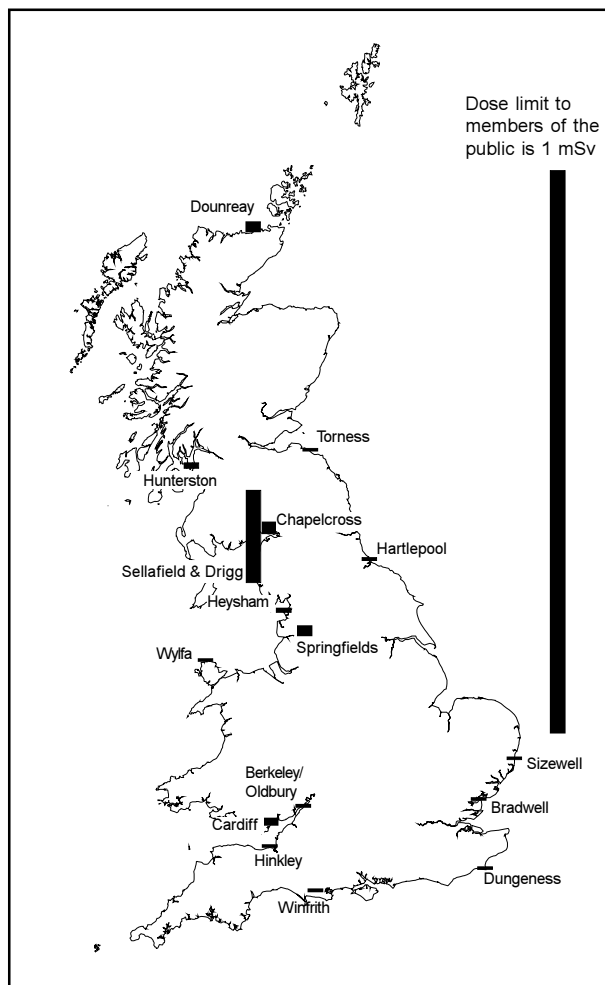 Dose limit to
members of the
public is 1 mSv
Dounreay
Torness
Hunterston
Chapelcross
Hartlepool
Sellafield & Drigg
Heysham
Springfields
Wylfa
Sizewell
Berkeley/
Oldbury
Bradwell
Cardiff
Hinkley
Dungeness
Winfrith